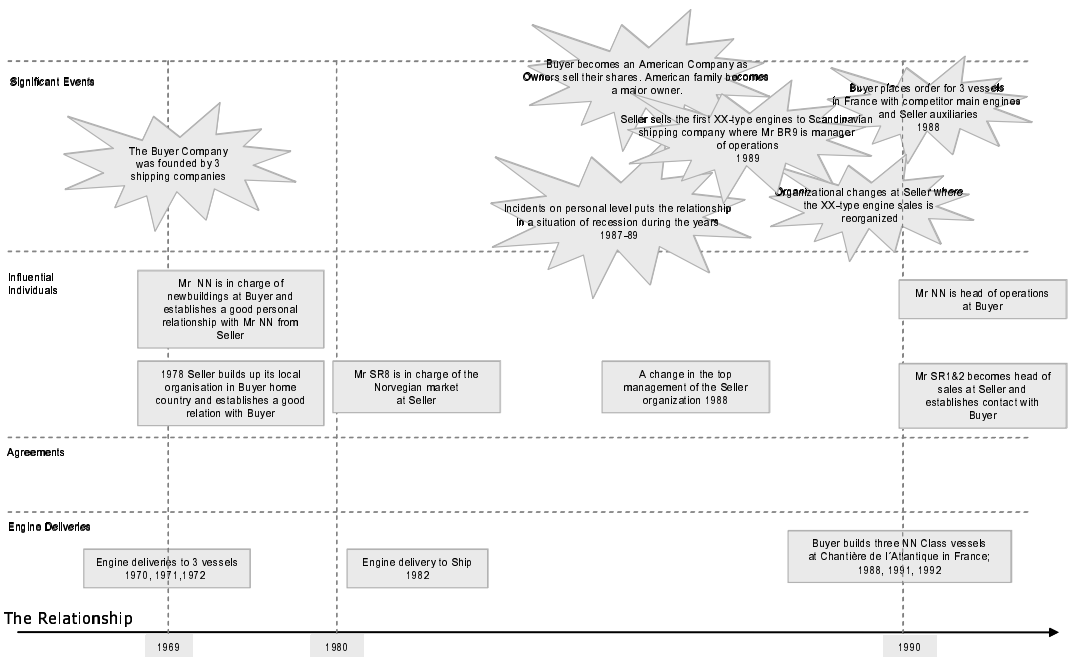 Significant Events
Buyer becomes an American Company as
Owners sell their shares. American family becomes
a major owner.
Buyer places order for 3 vessels
in France with competitor main engines
and Seller auxiliaries
1988
Seller sells the first XX-type engines to Scandinavian
shipping company where Mr BR9 is manager
of operations
1989
The Buyer Company
was founded by 3
shipping companies
Organizational changes at Seller where
the XX-type engine sales is
reorganized
Incidents on personal level puts the relationship
in a situation of recession during the years
1987-89
Influential
Individuals
Mr NN is in charge of
newbuildings at Buyer and
establishes a good personal
relationship with Mr NN from
Seller
Mr NN is head of operations
at Buyer
1978 Seller builds up its local
organisation in Buyer home
country and establishes a good
relation with Buyer
Mr SR8 is in charge of the
Norvegian market
at Seller
A change in the top
management of the Seller
organization 1988
Mr SR1&2 becomes head of
sales at Seller and
establishes contact with
Buyer
Agreements
Engine Deliveries
Engine deliveries to 3 vessels
1970, 1971,1972
Engine delivery to Ship
1982
Buyer builds three NN Class vessels
at Chantière de l´Atlantique in France;
1988, 1991, 1992
The Relationship
1969
1980
1990